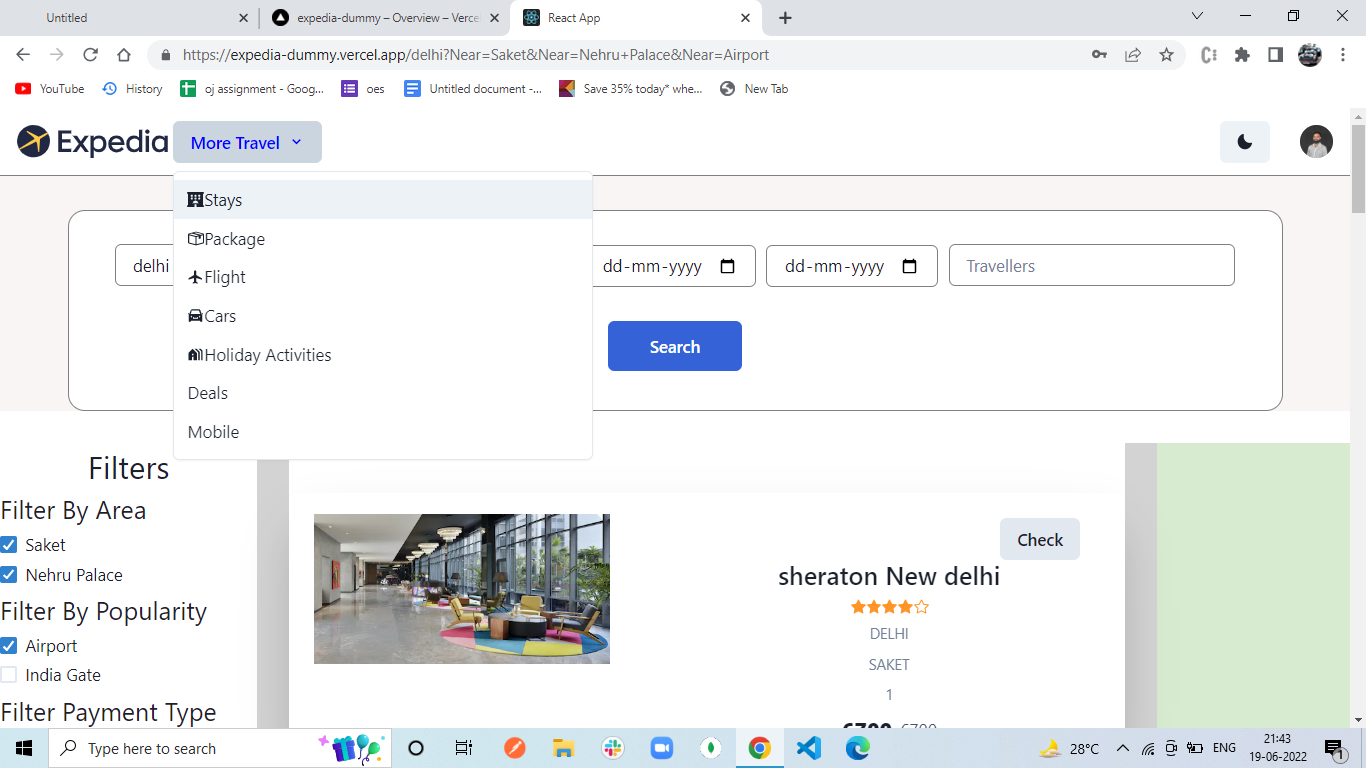 Untitled
expedia-dummy – Overview – Vercel
React App
https://expedia-dummy.vercel.app/delhi?Near=Saket&Near=Nehru+Palace&Near=Airport
YouTube
History
oj assignment - Goog...
oes
Untitled document -...
Save 35% today* whe...
New Tab
Expedia
More Travel
Stays
Package
Flight
Cars
Holiday Activities
Deals
Mobile
delhi
dd-mm-yyyy
dd-mm-yyyy
Travellers
Search
Filters
Filter By Area
Saket
Nehru Palace
Filter By Popularity
Airport
India Gate
Filter Payment Type
Check
sheraton New delhi
DELHI
SAKET
1
Type here to search
28°C
ENG
21:43
19-06-2022
1